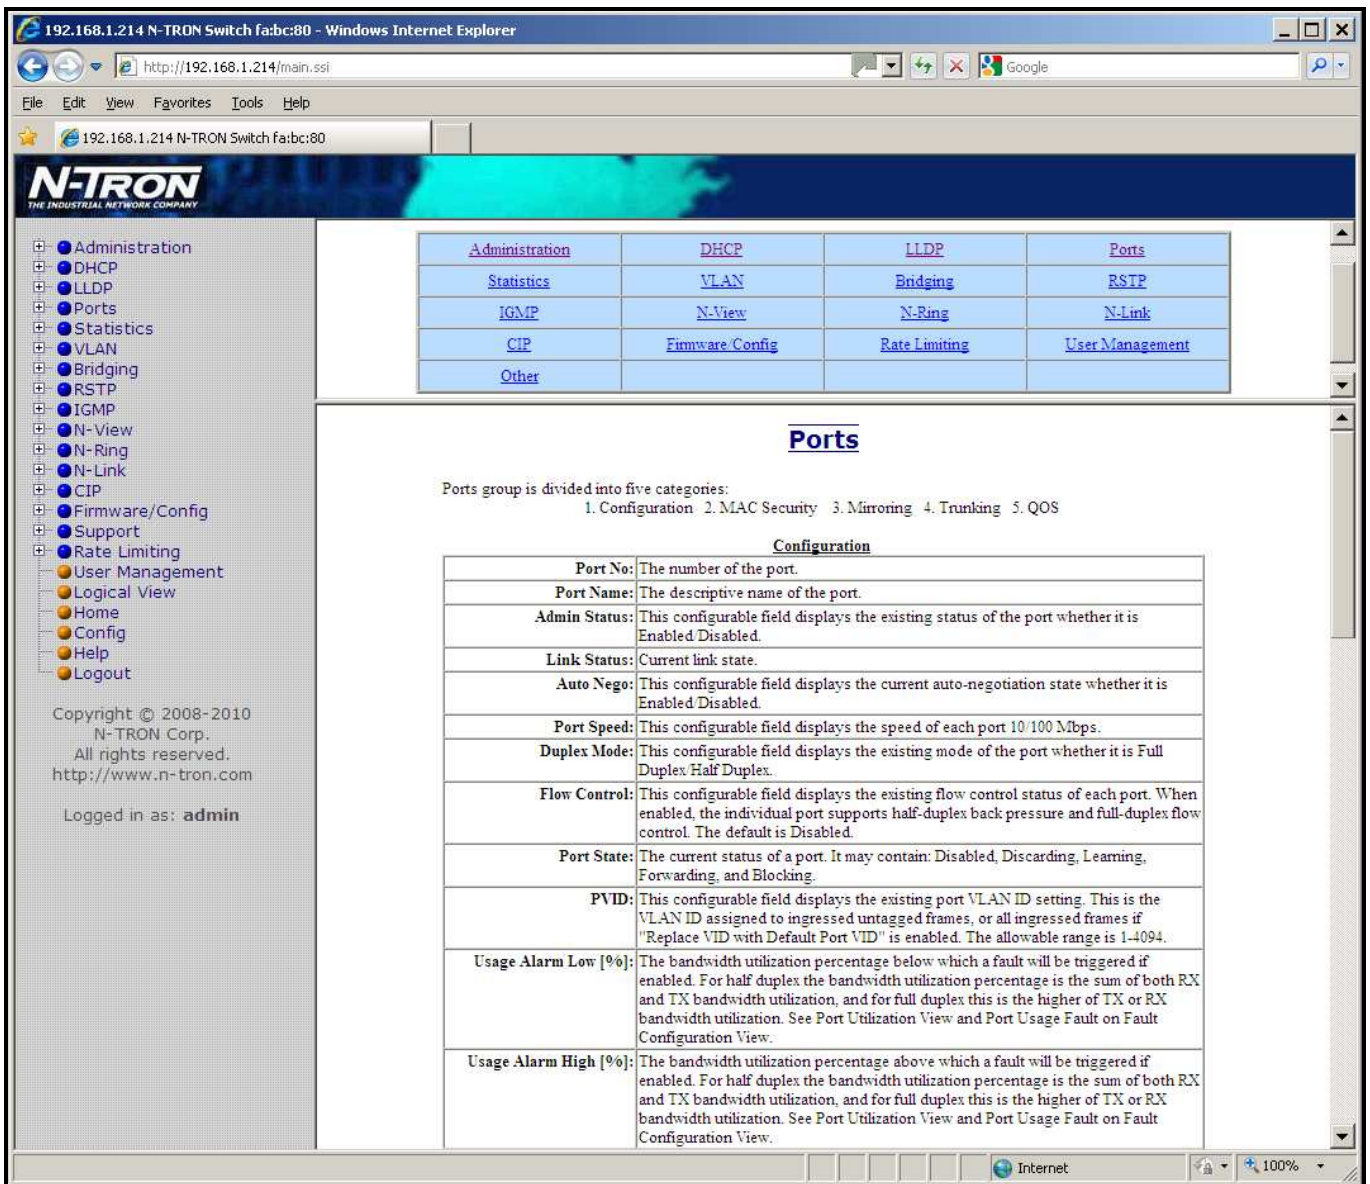 192.168.1.214 N-TRON Switch fa:bc:80 - Windows Internet Explorer
http://192.168.1.214/main.ssi
Google
File Edit View Favorites Tools Help
192.168.1.214 N-TRON Switch fa:bc:80
N-TRON
THE INDUSTRIAL NETWORK COMPANY
Administration
DHCP
LLDP
Ports
Statistics
VLAN
Bridging
RSTP
IGMP
N-View
N-Ring
N-Link
CIP
Firmware/Config
Support
Rate Limiting
User Management
Logical View
Home
Config
Help
Logout
Copyright © 2008-2010
N-TRON Corp.
All rights reserved.
http://www.n-tron.com
Logged in as: admin
Administration DHCP LLDP Ports
Statistics VLAN Bridging RSTP
IGMP N-View N-Ring N-Link
CIP Firmware/Config Rate Limiting User Management
Other
Ports
Ports group is divided into five categories:
1. Configuration 2. MAC Security 3. Mirroring 4. Trunking 5. QOS
Configuration
Port No: The number of the port.
Port Name: The descriptive name of the port.
Admin Status: This configurable field displays the existing status of the port whether it is
Enabled/Disabled.
Link Status: Current link state.
Auto Nego: This configurable field displays the current auto-negotiation state whether it is
Enabled/Disabled.
Port Speed: This configurable field displays the speed of each port 10/100 Mbps.
Duplex Mode: This configurable field displays the existing mode of the port whether it is Full
Duplex/Half Duplex.
Flow Control: This configurable field displays the existing flow control status of each port. When
enabled, the individual port supports half-duplex back pressure and full-duplex flow
control. The default is Disabled.
Port State: The current status of a port. It may contain: Disabled, Discarding, Learning,
Forwarding, and Blocking.
PVID: This configurable field displays the existing port VLAN ID setting. This is the
VLAN ID assigned to ingressed untagged frames, or all ingressed frames if
"Replace VID with Default Port VID" is enabled. The allowable range is 1-4094.
Usage Alarm Low [%]: The bandwidth utilization percentage below which a fault will be triggered if
enabled. For half duplex the bandwidth utilization percentage is the sum of both RX
and TX bandwidth utilization, and for full duplex this is the higher of TX or RX
bandwidth utilization. See Port Utilization View and Port Usage Fault on Fault
Configuration View.
Usage Alarm High [%]: The bandwidth utilization percentage above which a fault will be triggered if
enabled. For half duplex the bandwidth utilization percentage is the sum of both RX
and TX bandwidth utilization, and for full duplex this is the higher of TX or RX
bandwidth utilization. See Port Utilization View and Port Usage Fault on Fault
Configuration View.
Internet
100%